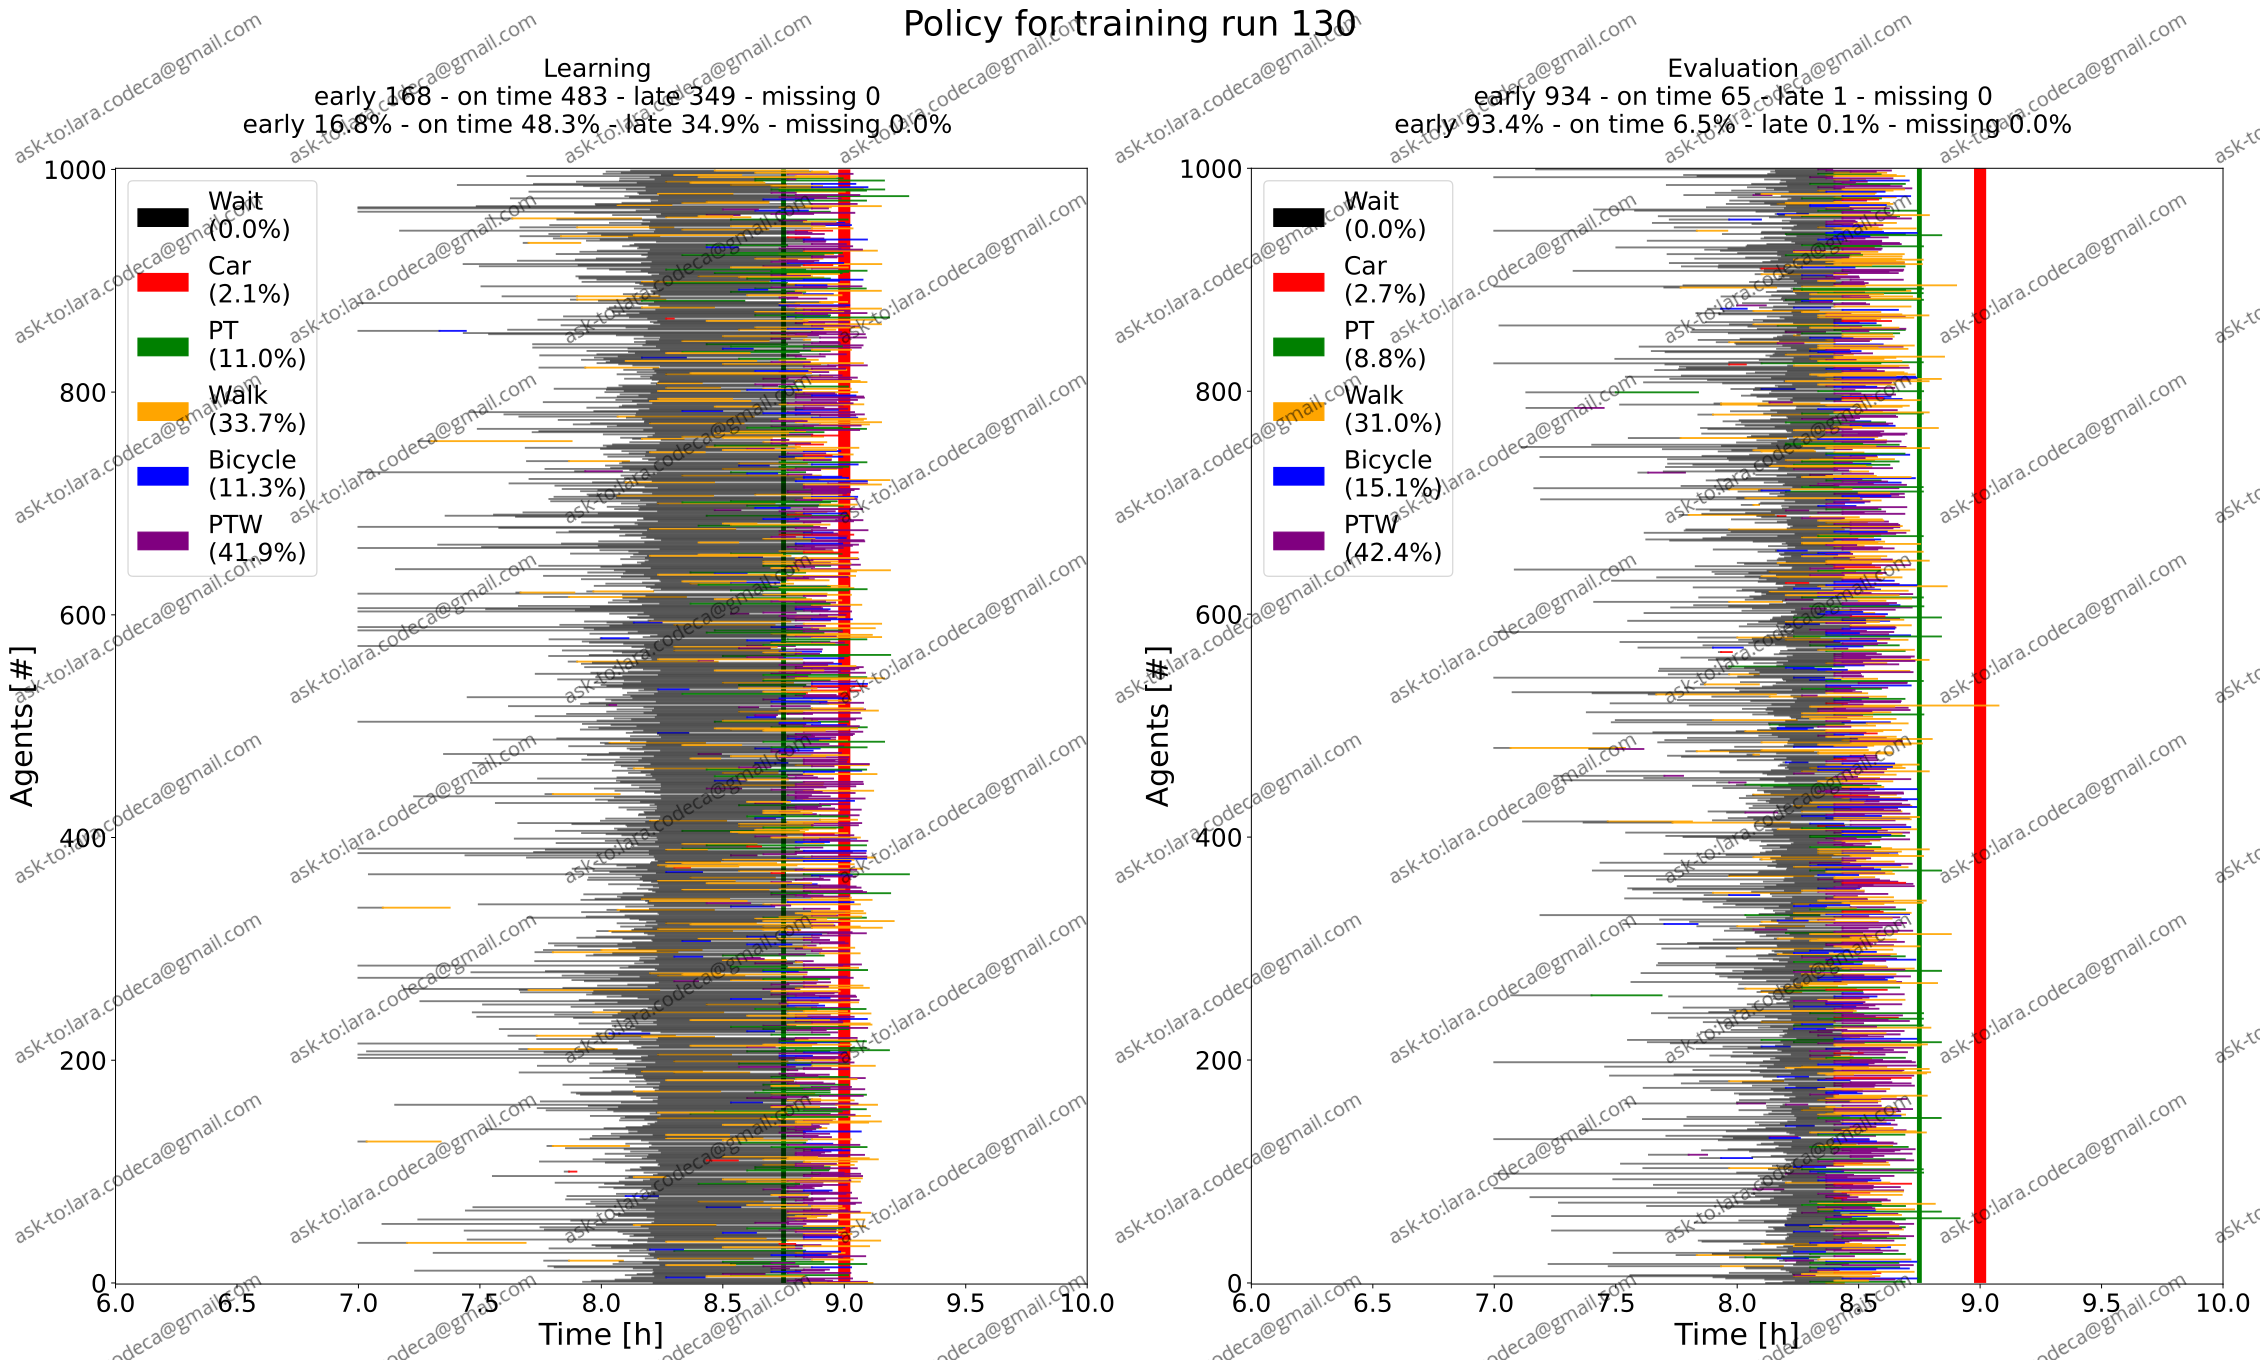 Policy for training run 130
Learning
early 168 - on time 483 - late 349 - missing 0
early 16.8% - on time 48.3% - late 34.9% - missing 0.0%
1000
800
600
400
200
0
Agents [#]
Wait
(0.0%)
Car
(2.1%)
PT
(11.0%)
Walk
(33.7%)
Bicycle
(11.3%)
PTW
(41.9%)
6.0 6.5 7.0 7.5 8.0 8.5 9.0 9.5 10.0
Time [h]
Evaluation
early 934 - on time 65 - late 1 - missing 0
early 93.4% - on time 6.5% - late 0.1% - missing 0.0%
1000
800
600
400
200
0
Agents [#]
Wait
(0.0%)
Car
(2.7%)
PT
(8.8%)
Walk
(31.0%)
Bicycle
(15.1%)
PTW
(42.4%)
6.0 6.5 7.0 7.5 8.0 8.5 9.0 9.5 10.0
Time [h]
ask-to:lara.codeca@gmail.com